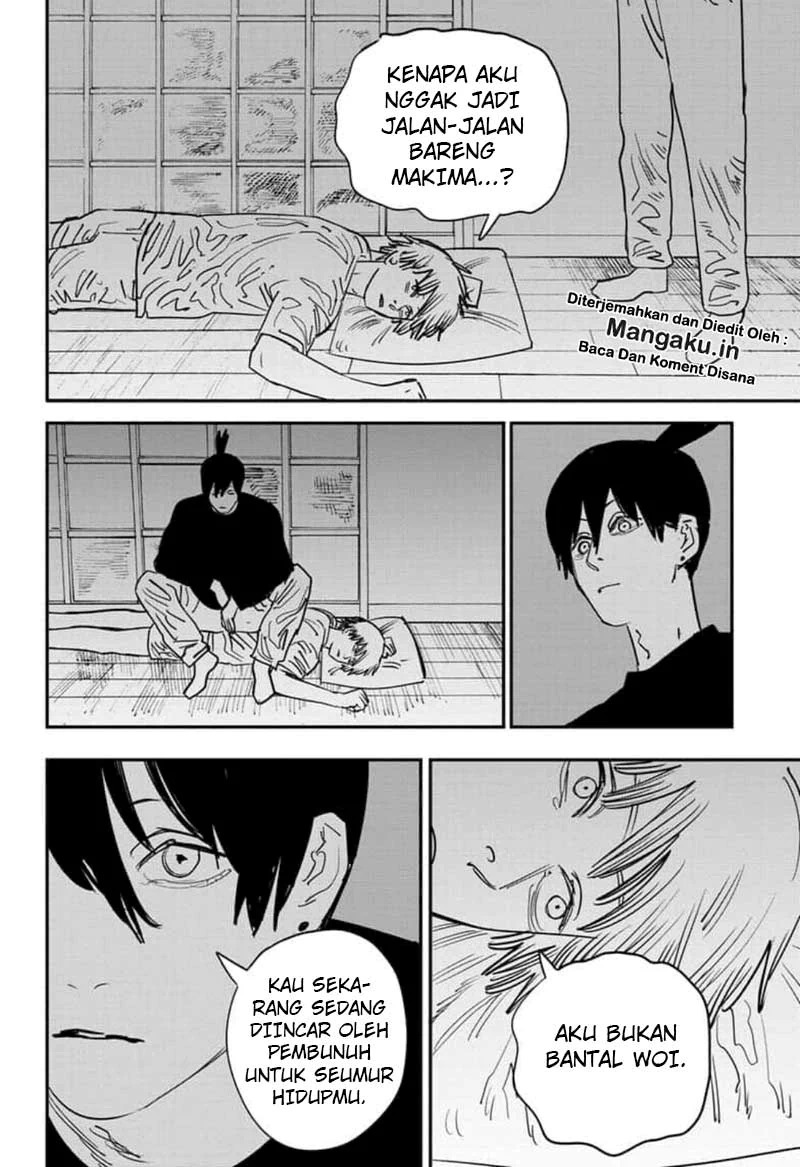 KENAPA AKU
NGGAK JADI
JALAN-JALAN
BARENG
MAKIMA...?
Diterjemahkan dan Diedit Oleh :
Mangaku.in
Baca Dan Koment Disana
AKU BUKAN
BANTAL WOI.
KAU SEKA-
RANG SEDANG
DIINCAR OLEH
PEMBUNUH
UNTUK SEUMUR
HIDUPMU.